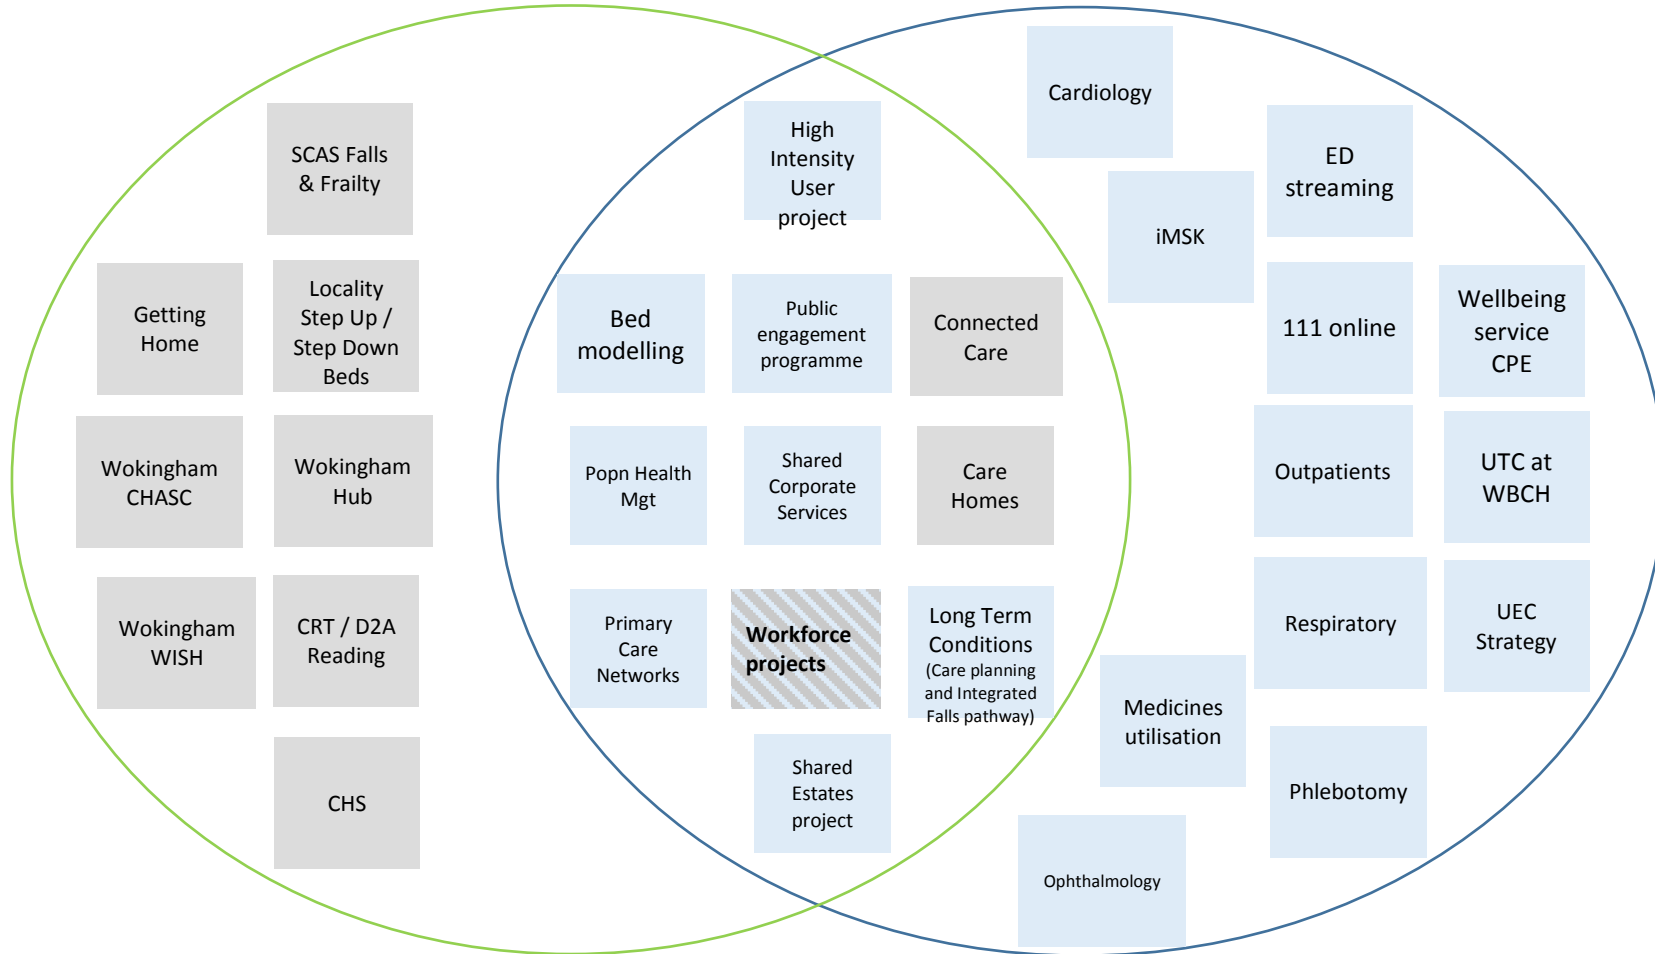 SCAS Falls
& Frailty
Getting
Home
Locality
Step Up /
Step Down
Beds
Wokingham
CHASC
Wokingham
Hub
Wokingham
WISH
CRT / D2A
Reading
CHS
High
Intensity
User
project
Bed
modelling
Public
engagement
programme
Connected
Care
Popn Health
Mgt
Shared
Corporate
Services
Care
Homes
Primary
Care
Networks
Workforce
projects
Long Term
Conditions
(Care planning
and Integrated
Falls pathway)
Shared
Estates
project
Cardiology
ED
streaming
iMSK
111 online
Wellbeing
service
CPE
Outpatients
UTC at
WBCH
Respiratory
UEC
Strategy
Medicines
utilisation
Phlebotomy
Ophthalmology